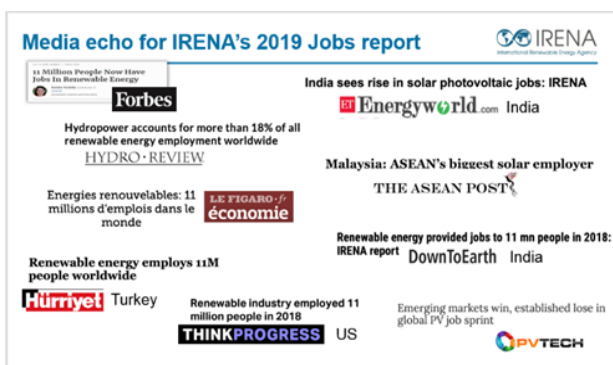 Media echo for IRENA's 2019 Jobs report
IRENA
International Renewable Energy Agency
11 Million People Now Have
Jobs In Renewable Energy
Forbes
India sees rise in solar photovoltaic jobs: IRENA
ET Energyworld.com India
Hydropower accounts for more than 18% of all
renewable energy employment worldwide
HYDRO·REVIEW
Malaysia: ASEAN's biggest solar employer
THE ASEAN POST
Energies renouvelables: 11
millions d'emplois dans le
monde
LE FIGARO·fr
économie
Renewable energy provided jobs to 11 mn people in 2018:
IRENA report
DownToEarth India
Renewable energy employs 11M
people worldwide
Hürriyet Turkey
Renewable industry employed 11
million people in 2018
THINKPROGRESS US
Emerging markets win, established lose in
global PV job sprint
PVTECH